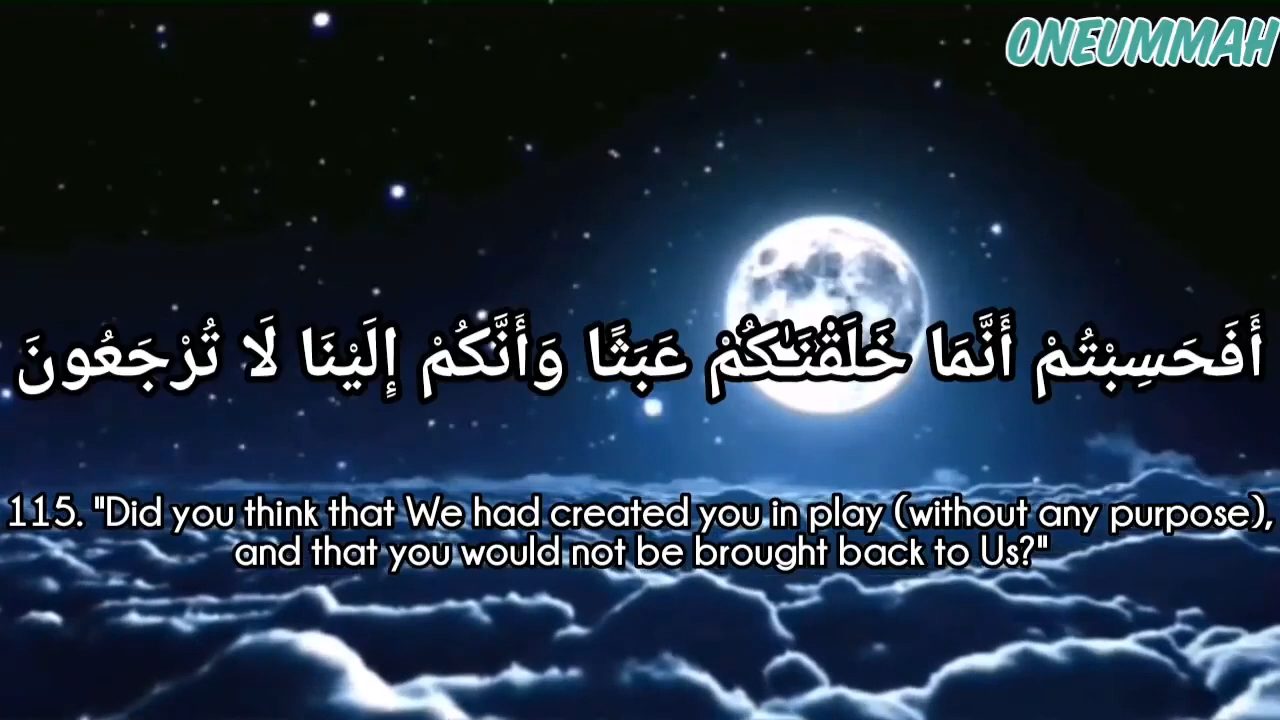 ONEUMMAH
أَفَحَسِبْتُمْ أَنَّمَا خَلَقْنَـٰكُمْ عَبَثًا وَأَنَّكُمْ إِلَيْنَا لَا تُرْجَعُونَ
115. "Did you think that We had created you in play (without any purpose),
and that you would not be brought back to Us?"